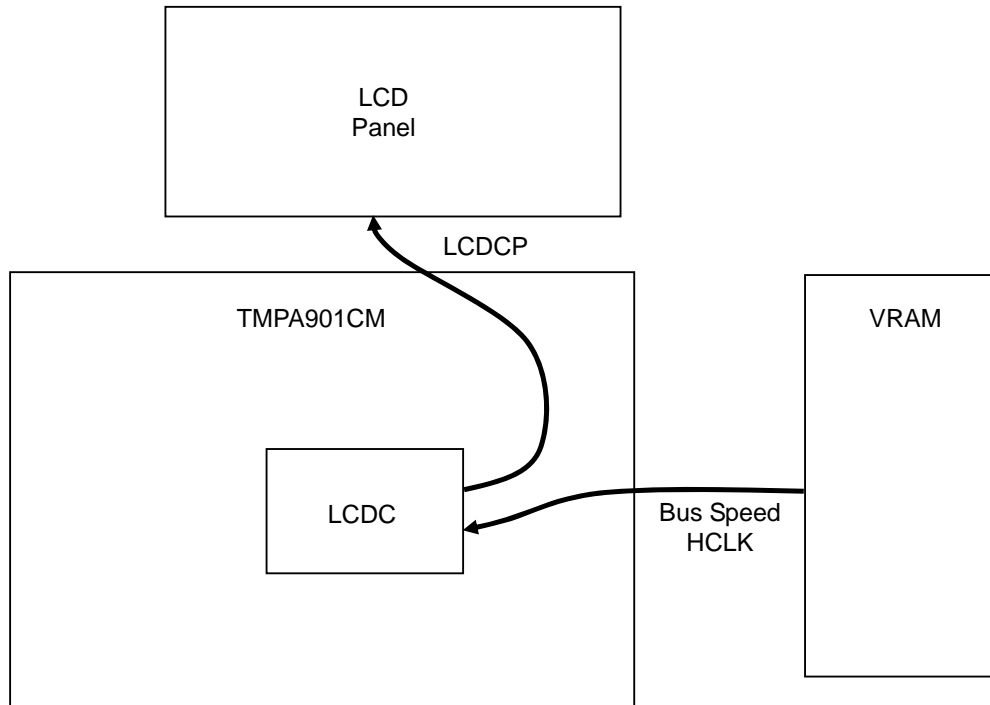 LCD
Panel
LCDCP
TMPA901CM
VRAM
LCDC
Bus Speed
HCLK